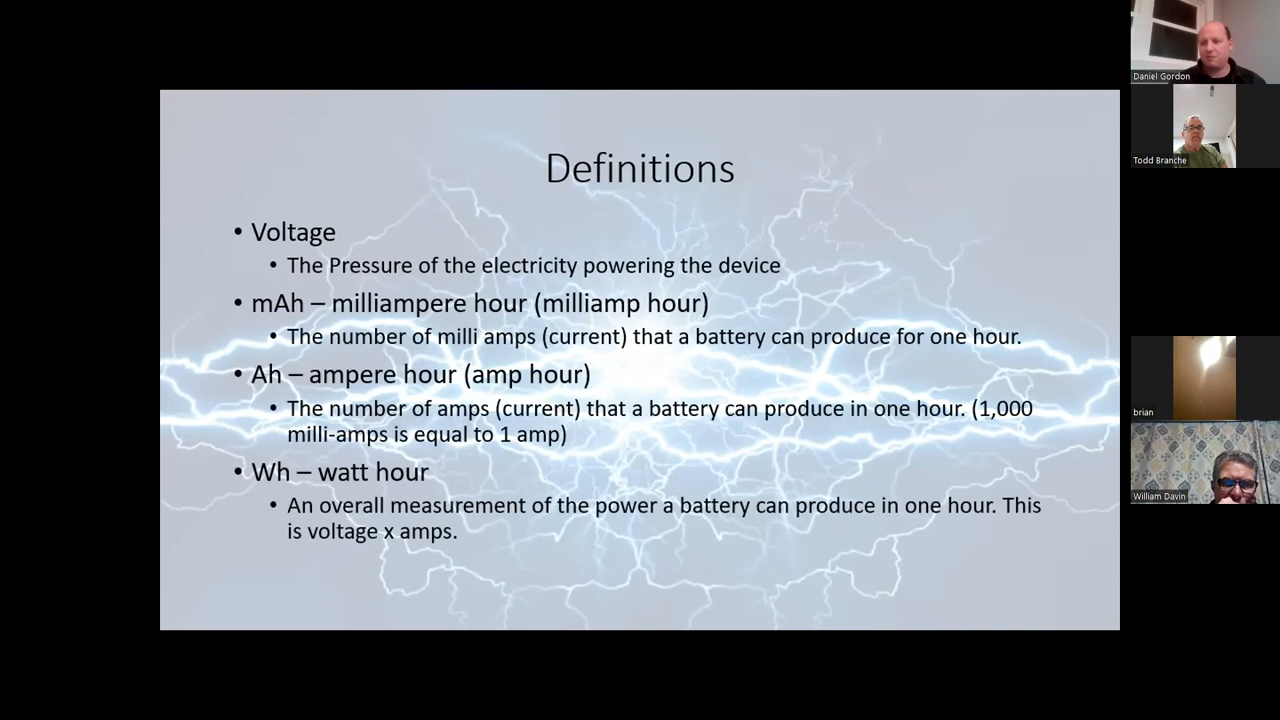 Definitions
• Voltage
• The Pressure of the electricity powering the device
• mAh – milliampere hour (milliamp hour)
• The number of milli amps (current) that a battery can produce for one hour.
• Ah – ampere hour (amp hour)
• The number of amps (current) that a battery can produce in one hour. (1,000
milli-amps is equal to 1 amp)
• Wh – watt hour
• An overall measurement of the power a battery can produce in one hour. This
is voltage x amps.
Daniel Gordon
Todd Branche
brian
William Davin